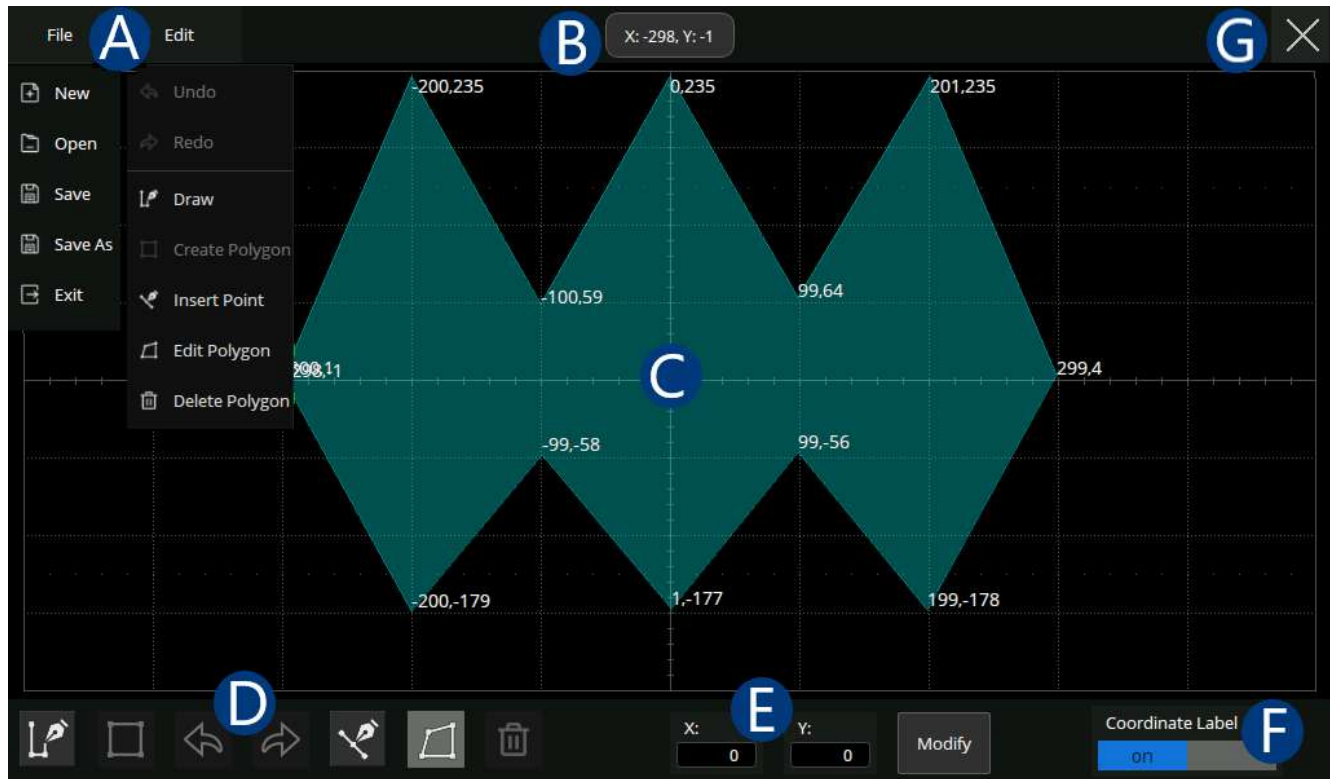 File A Edit
B X: -298, Y: -1
G
New
Open
Save
Save As
Exit
Undo
Redo
Draw
Create Polygon
Insert Point
Edit Polygon
Delete Polygon
-200,235 0,235 201,235
-100,59 99,64
C
299,4
-99,-58 99,-56
-200,-179 1,-177 199,-178
D
E
X: Y:
0 0
Modify
Coordinate Label
on
F